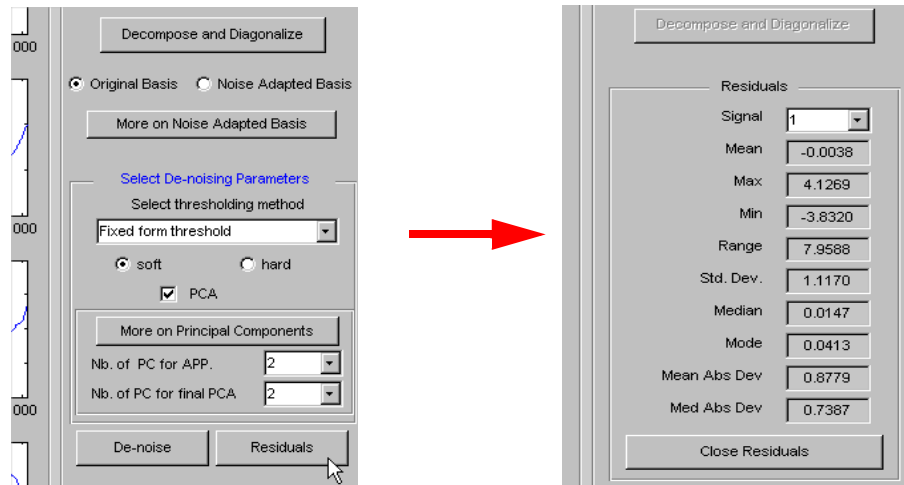 Decompose and Diagonalize
000
Original Basis Noise Adapted Basis
More on Noise Adapted Basis
Select De-noising Parameters
Select thresholding method
000
Fixed form threshold
soft hard
PCA
More on Principal Components
Nb. of PC for APP. 2
Nb. of PC for final PCA 2
000
De-noise Residuals
Decompose and Diagonalize
Residuals
Signal 1
Mean -0.0038
Max 4.1269
Min -3.8320
Range 7.9588
Std. Dev. 1.1170
Median 0.0147
Mode 0.0413
Mean Abs Dev 0.8779
Med Abs Dev 0.7387
Close Residuals